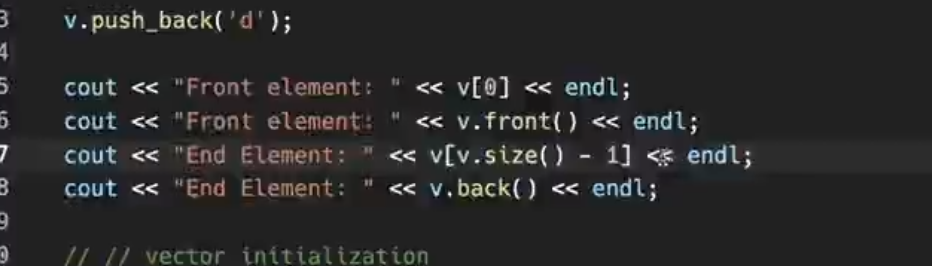 3 v.push_back('d');
4
5 cout << "Front element: " << v[0] << endl;
6 cout << "Front element: " << v.front() << endl;
7 cout << "End Element: " << v[v.size() - 1] << endl;
8 cout << "End Element: " << v.back() << endl;
9
0 // // vector initialization